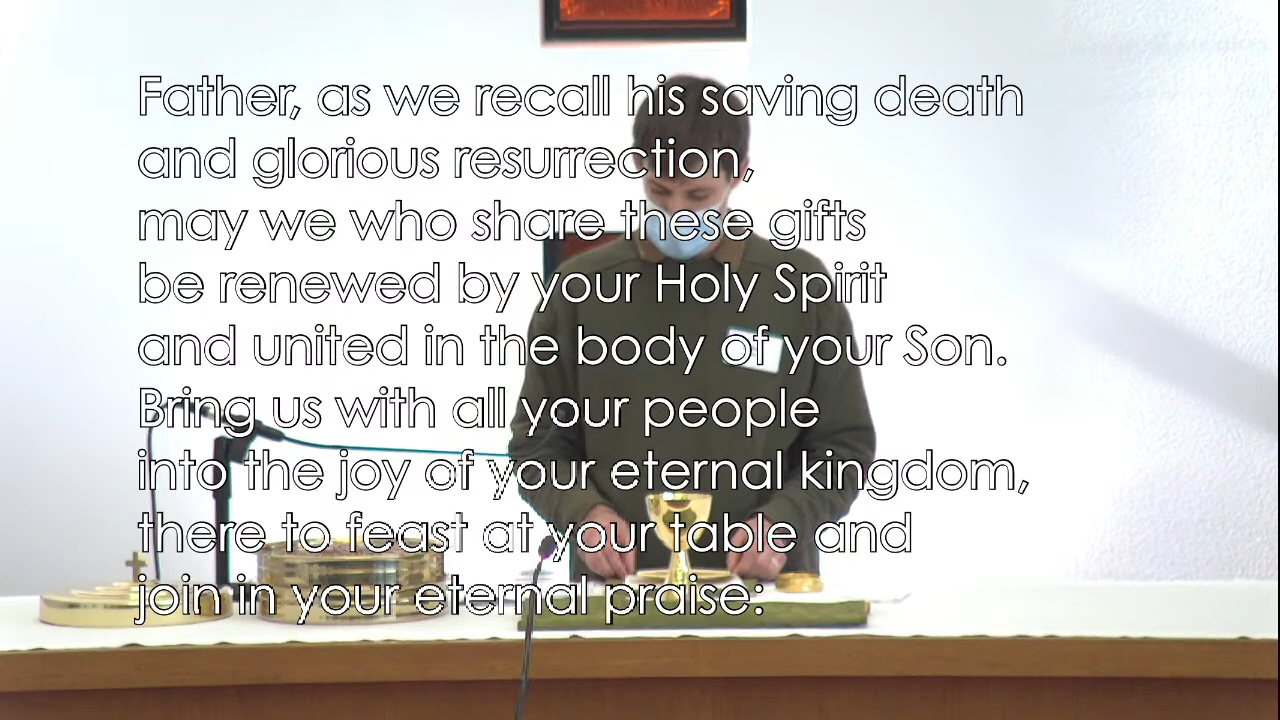 Father, as we recall his saving death
and glorious resurrection,
may we who share these gifts
be renewed by your Holy Spirit
and united in the body of your Son.
Bring us with all your people
into the joy of your eternal kingdom,
there to feast at your table and
join in your eternal praise: